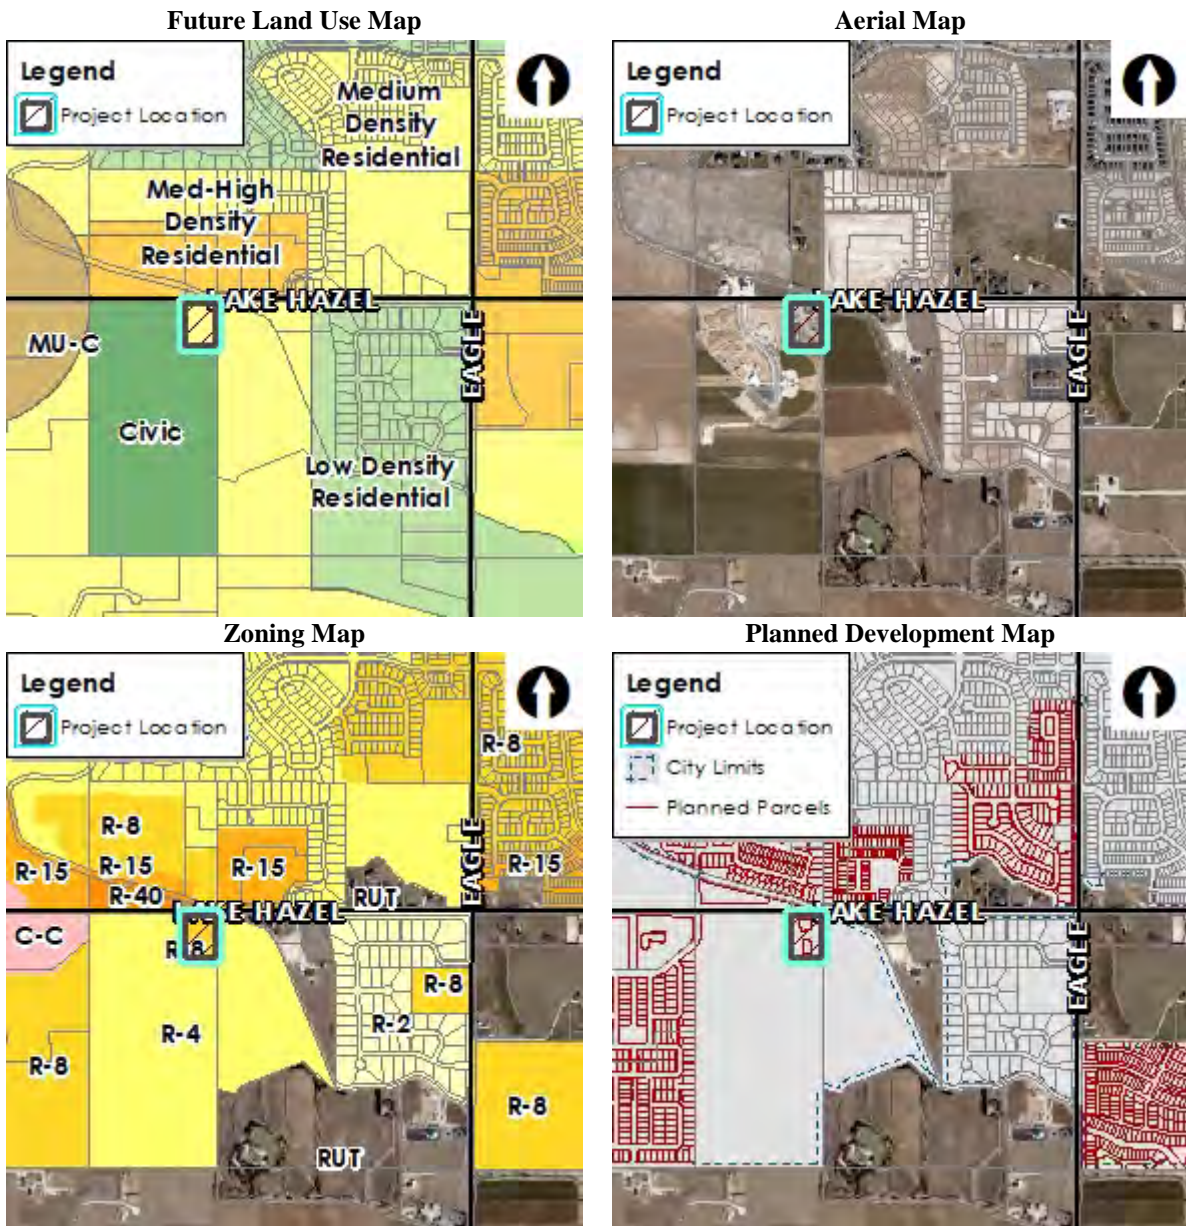 Future Land Use Map
Legend
Project Location
Medium
Density
Residential
Med-High
Density
Residential
LAKE HAZEL
MU-C
EAGLE
Civic
Low Density
Residential
Aerial Map
Legend
Project Location
LAKE HAZEL
EAGLE
Zoning Map
Legend
Project Location
R-8
R-8
R-15
R-15
R-40
R-15
EAGLE
R-15
RUT
LAKE HAZEL
C-C
R-8
R-8
R-4
R-2
R-8
R-8
RUT
Planned Development Map
Legend
Project Location
City Limits
Planned Parcels
LAKE HAZEL
EAGLE